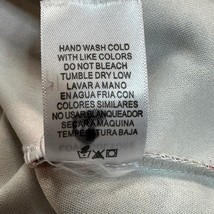 HAND WASH COLD
WITH LIKE COLORS
DO NOT BLEACH
TUMBLE DRY LOW
LAVAR A MANO
EN AGUA FRIA CON
COLORES SIMILARES
NO USAR BLANQUEADOR
SECAR A MÁQUINA
TEMPERATURA BAJA